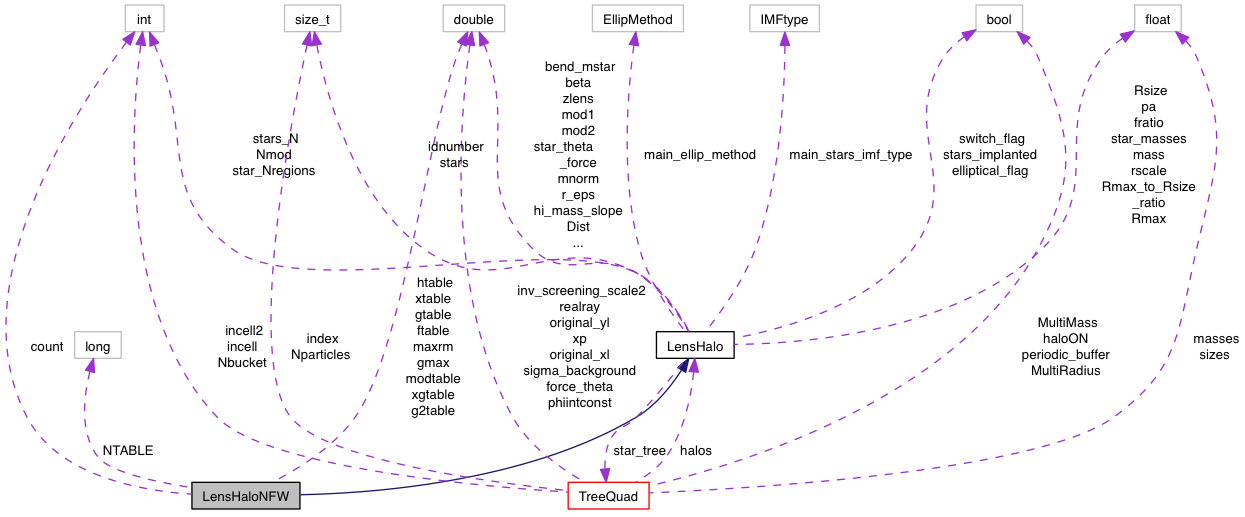 int
size_t
double
EllipMethod
IMFtype
bool
float
bend_mstar
beta
zlens
mod1
mod2
star_theta
_force
mnorm
r_eps
hi_mass_slope
Dist
...
stars_N
Nmod
star_Nregions
idnumber
stars
main_ellip_method
main_stars_imf_type
switch_flag
stars_implanted
elliptical_flag
Rsize
pa
fratio
star_masses
mass
rscale
Rmax_to_Rsize
_ratio
Rmax
count
long
incell2
incell
Nbucket
index
Nparticles
htable
xtable
gtable
ftable
maxrm
gmax
modtable
xgtable
g2table
inv_screening_scale2
realray
original_yl
xp
original_xl
sigma_background
force_theta
phiintconst
LensHalo
MultiMass
haloON
periodic_buffer
MultiRadius
masses
sizes
NTABLE
star_tree
halos
LensHaloNFW
TreeQuad